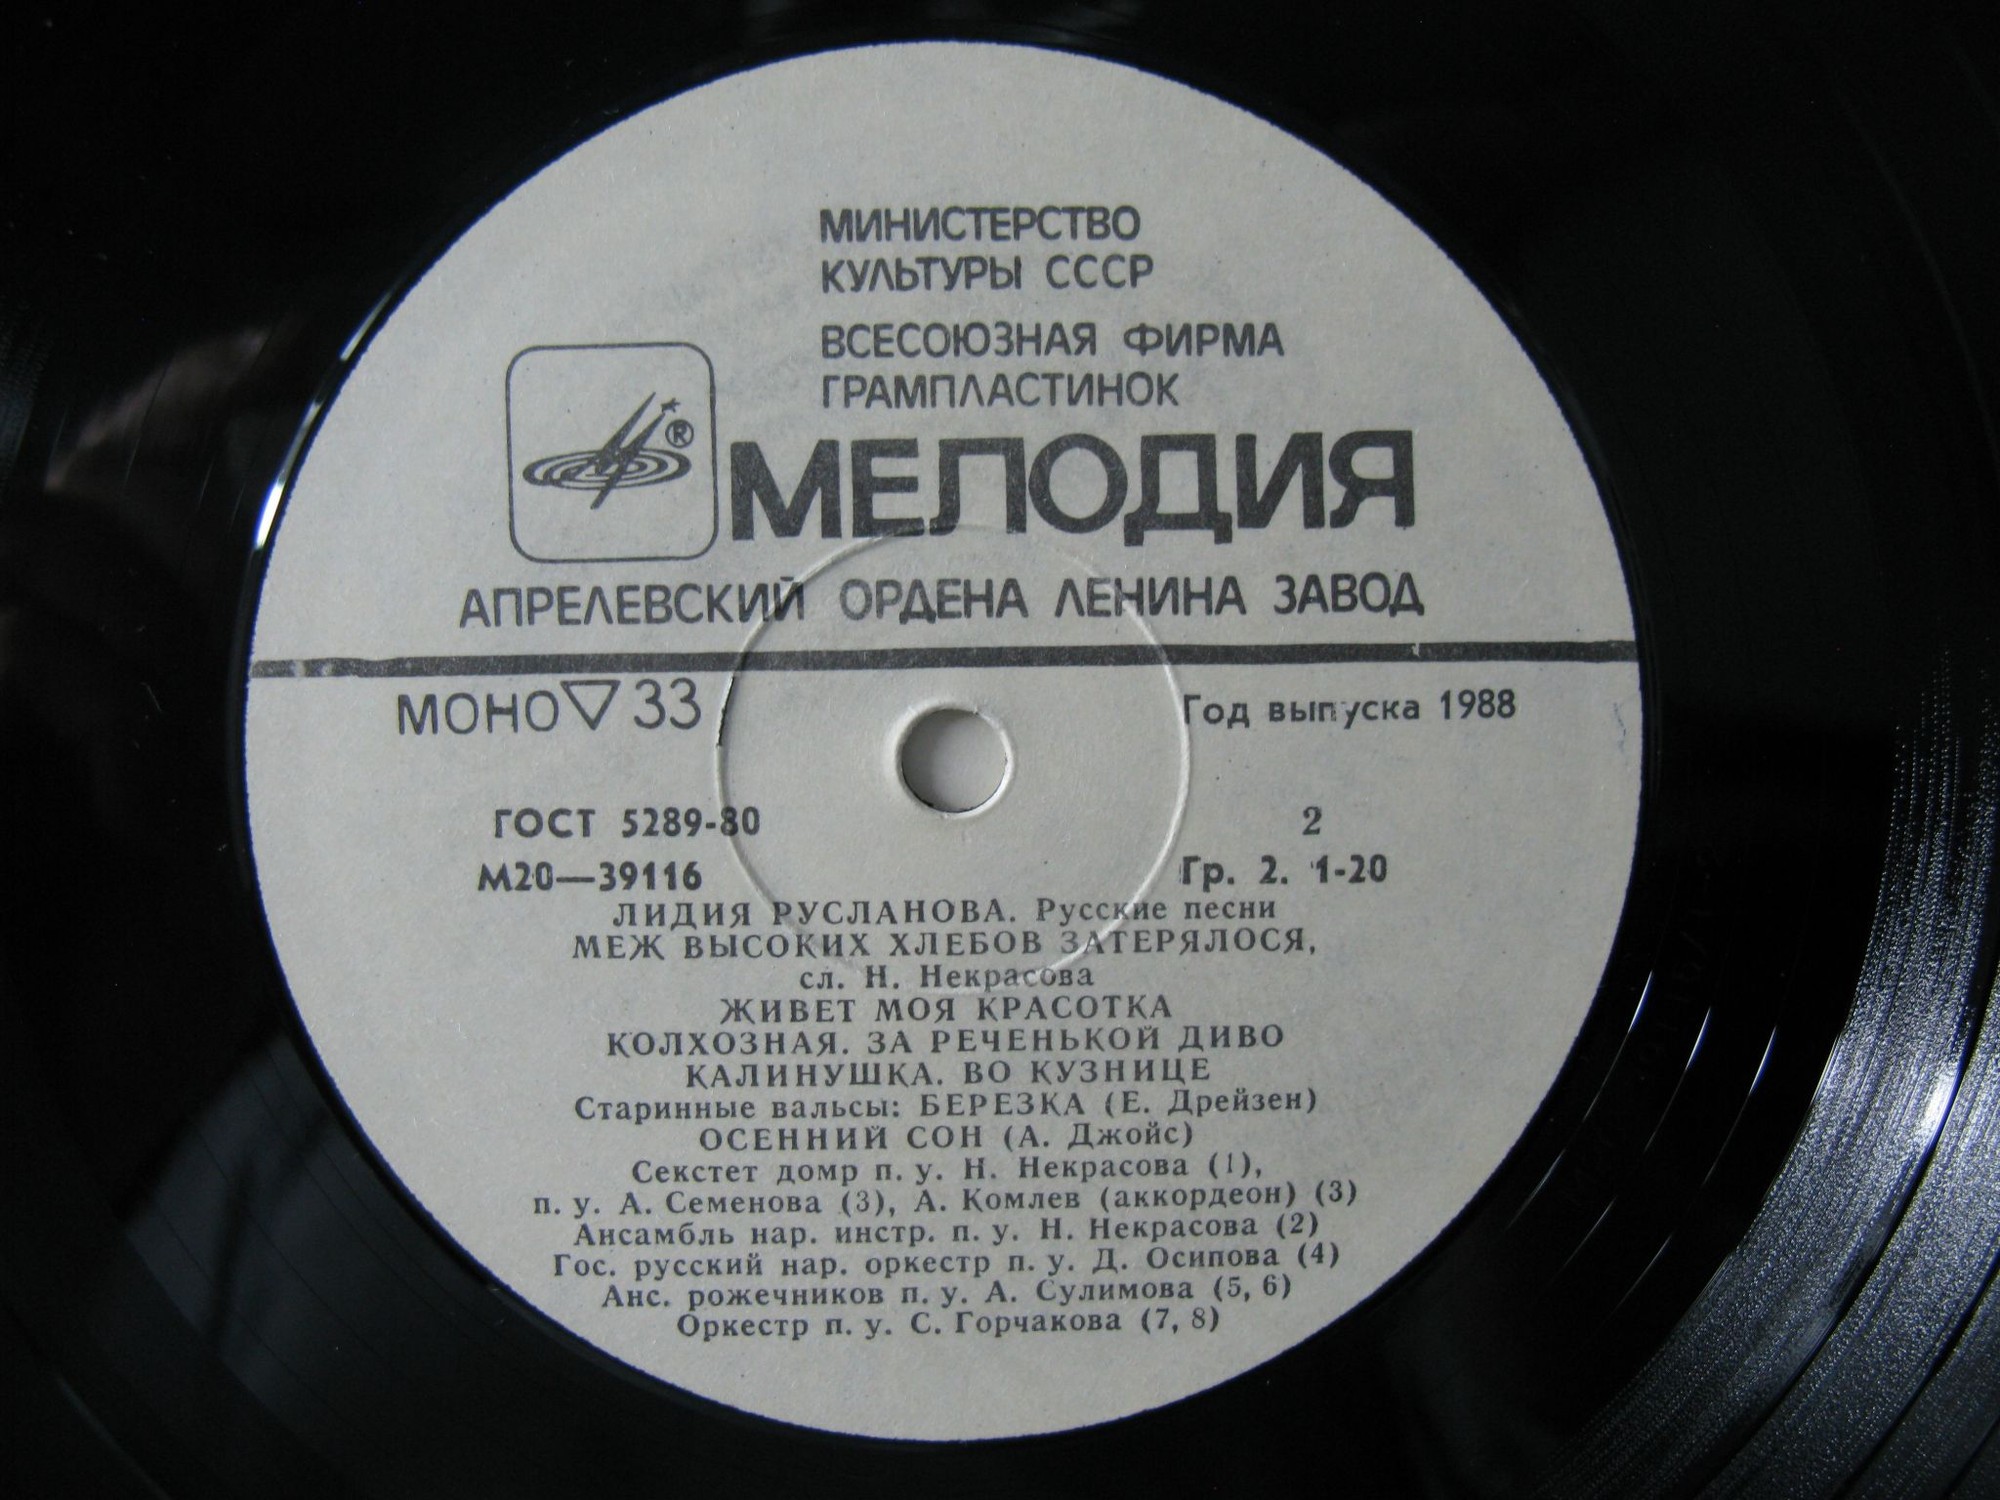 МИНИСТЕРСТВО
КУЛЬТУРЫ СССР
ВСЕСОЮЗНАЯ ФИРМА
ГРАМПЛАСТИНОК
®
МЕЛОДИЯ
АПРЕЛЕВСКИЙ ОРДЕНА ЛЕНИНА ЗАВОД
МОНО ▽ 33 Год выпуска 1988
ГОСТ 5289-80 2
М20—39116 Гр. 2. 1-20
ЛИДИЯ РУСЛАНОВА. Русские песни
МЕЖ ВЫСОКИХ ХЛЕБОВ ЗАТЕРЯЛОСЯ,
сл. Н. Некрасова
ЖИВЕТ МОЯ КРАСОТКА
КОЛХОЗНАЯ. ЗА РЕЧЕНЬКОЙ ДИВО
КАЛИНУШКА. ВО КУЗНИЦЕ
Старинные вальсы: БЕРЕЗКА (Е. Дрейзен)
ОСЕННИЙ СОН (А. Джойс)
Секстет домр п. у. Н. Некрасова (1),
п. у. А. Семенова (3), А. Комлев (аккордеон) (3)
Ансамбль нар. инстр. п. у. Н. Некрасова (2)
Гос. русский нар. оркестр п. у. Д. Осипова (4)
Анс. рожечников п. у. А. Сулимова (5, 6)
Оркестр п. у. С. Горчакова (7, 8)